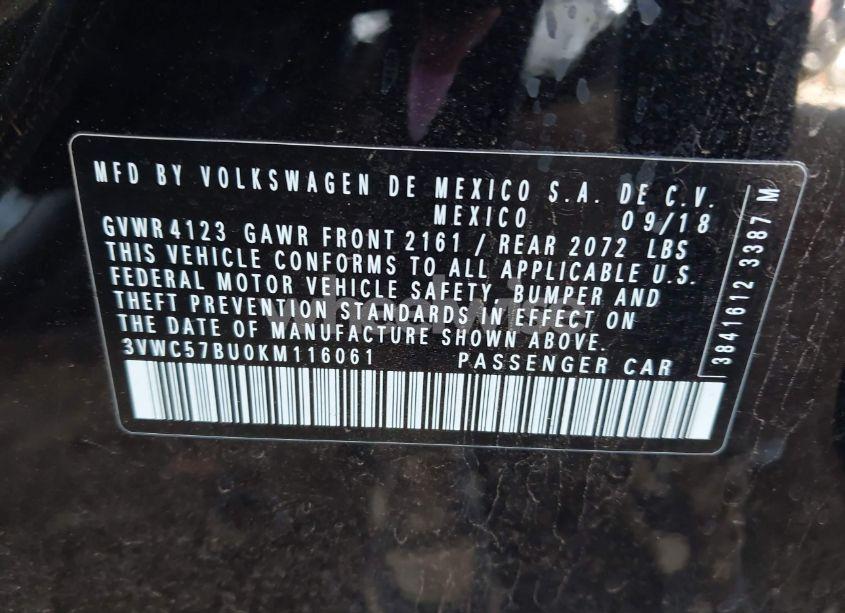 MFD BY VOLKSWAGEN DE MEXICO S.A. DE C.V.
MEXICO 09/18
GVWR 4123 GAWR FRONT 2161 / REAR 2072 LBS
THIS VEHICLE CONFORMS TO ALL APPLICABLE U.S.
FEDERAL MOTOR VEHICLE SAFETY, BUMPER AND
THEFT PREVENTION STANDARDS IN EFFECT ON
THE DATE OF MANUFACTURE SHOWN ABOVE.
3VWC57BU0KM116061 PASSENGER CAR
3841612 3387 M